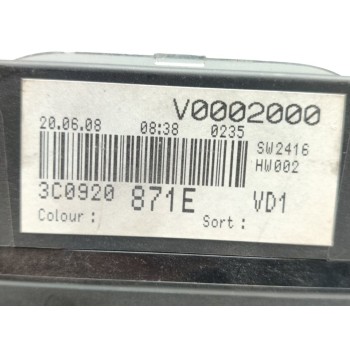 V0002000
20.06.08 08:38 0235
SW2416
HW002
3C0920 871E VD1
Colour : Sort :